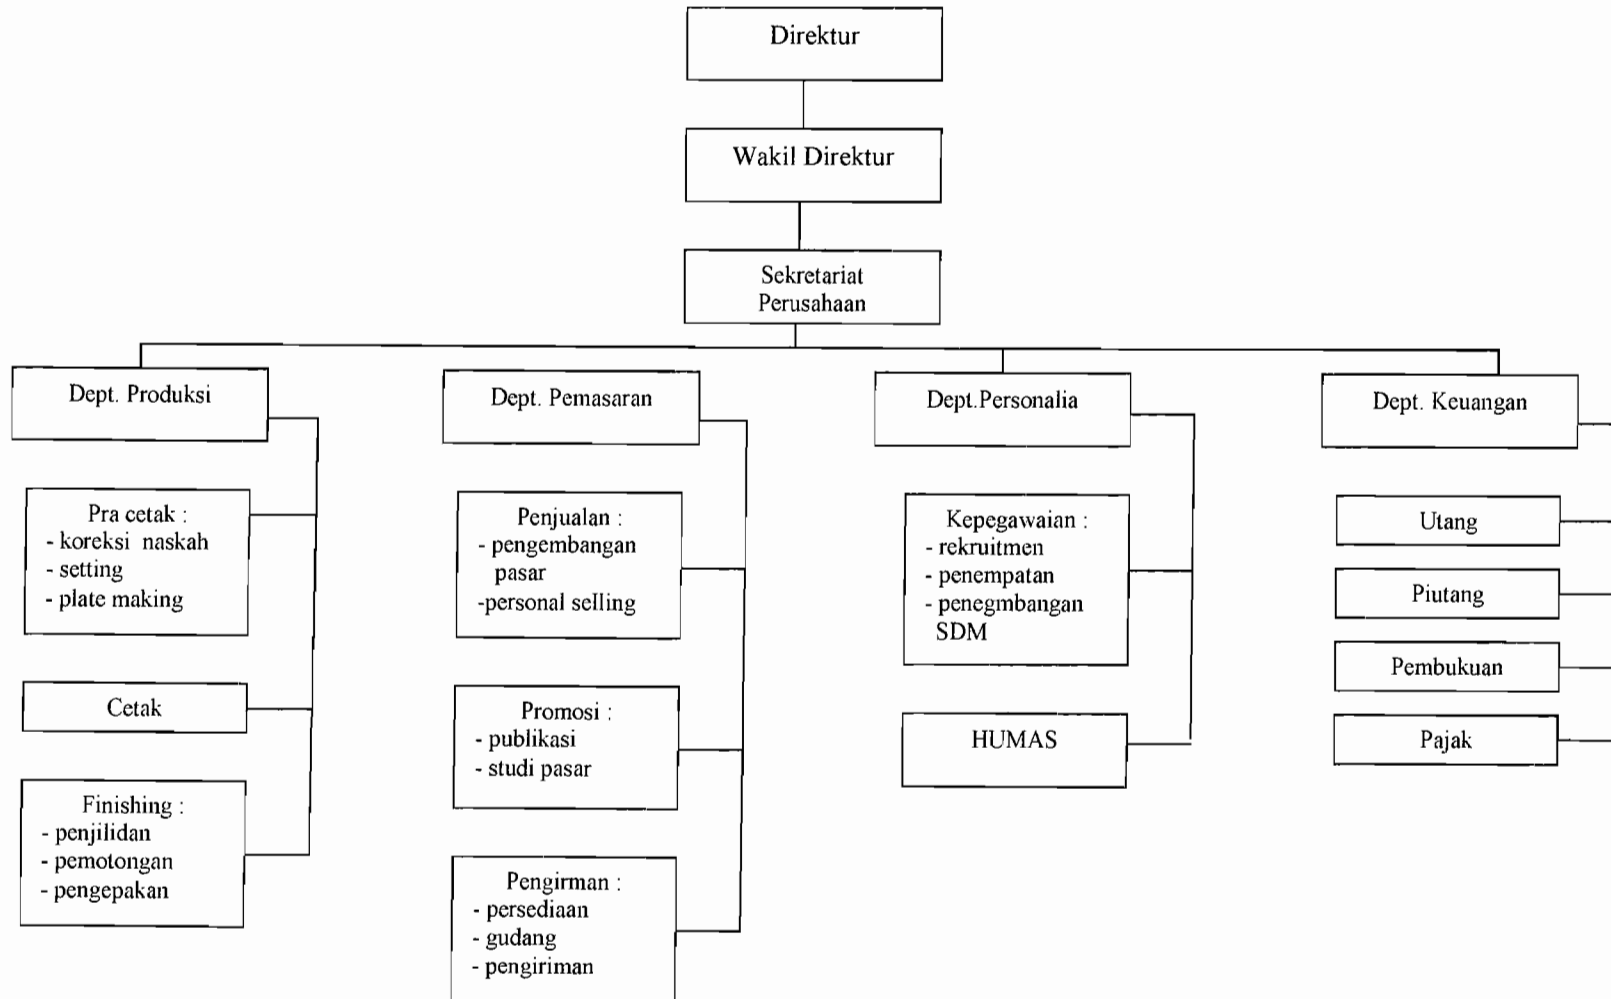 Direktur
Wakil Direktur
Sekretariat
Perusahaan
Dept. Produksi
Pra cetak :
- koreksi naskah
- setting
- plate making
Cetak
Finishing :
- penjilidan
- pemotongan
- pengepakan
Dept. Pemasaran
Penjualan :
- pengembangan
pasar
-personal selling
Promosi :
- publikasi
- studi pasar
Pengirman :
- persediaan
- gudang
- pengiriman
Dept.Personalia
Kepegawaian :
- rekruitmen
- penempatan
- penegmbangan
SDM
HUMAS
Dept. Keuangan
Utang
Piutang
Pembukuan
Pajak